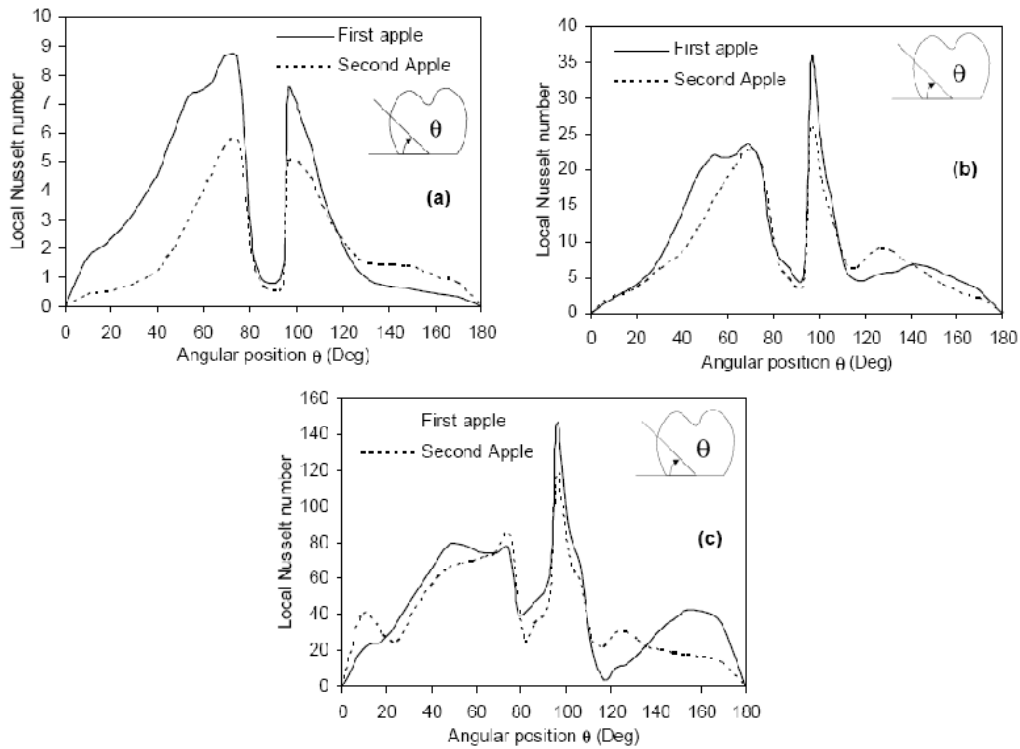 10
9
8
7
6
5
4
3
2
1
0
Local Nusselt number
First apple
Second Apple
θ
(a)
0 20 40 60 80 100 120 140 160 180
Angular position θ (Deg)
40
35
30
25
20
15
10
5
0
Local Nusselt number
First apple
Second Apple
θ
(b)
0 20 40 60 80 100 120 140 160 180
Angular position θ (Deg)
160
140
120
100
80
60
40
20
0
Local Nusselt number
First apple
Second Apple
θ
(c)
0 20 40 60 80 100 120 140 160 180
Angular position θ (Deg)